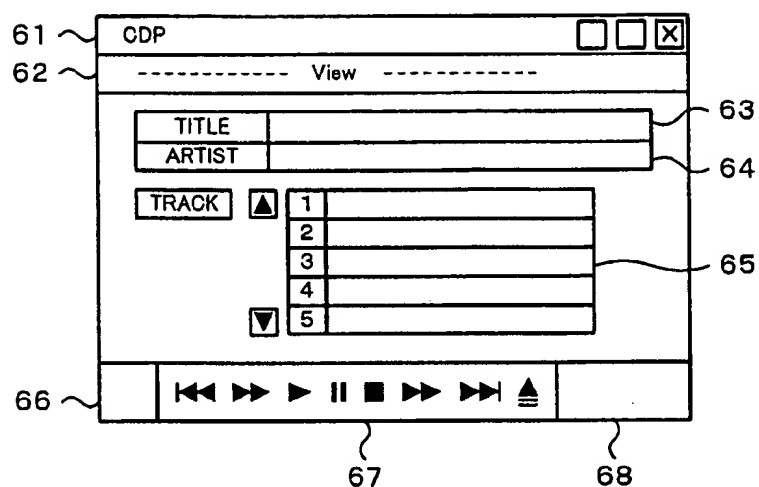 61 CDP X
62 ------------ View ------------
TITLE 63
ARTIST 64
TRACK ▲ 1
2
3 65
4
▼ 5
66
67 68